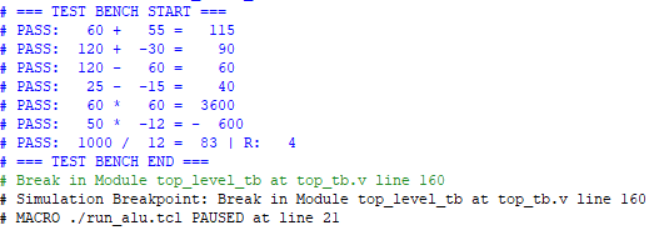 # === TEST BENCH START ===
# PASS:   60 +   55 =   115
# PASS:  120 +  -30 =    90
# PASS:  120 -   60 =    60
# PASS:   25 -  -15 =    40
# PASS:   60 *   60 =  3600
# PASS:   50 *  -12 = -  600
# PASS:  1000 /  12 =  83 | R:   4
# === TEST BENCH END ===
# Break in Module top_level_tb at top_tb.v line 160
# Simulation Breakpoint: Break in Module top_level_tb at top_tb.v line 160
# MACRO ./run_alu.tcl PAUSED at line 21